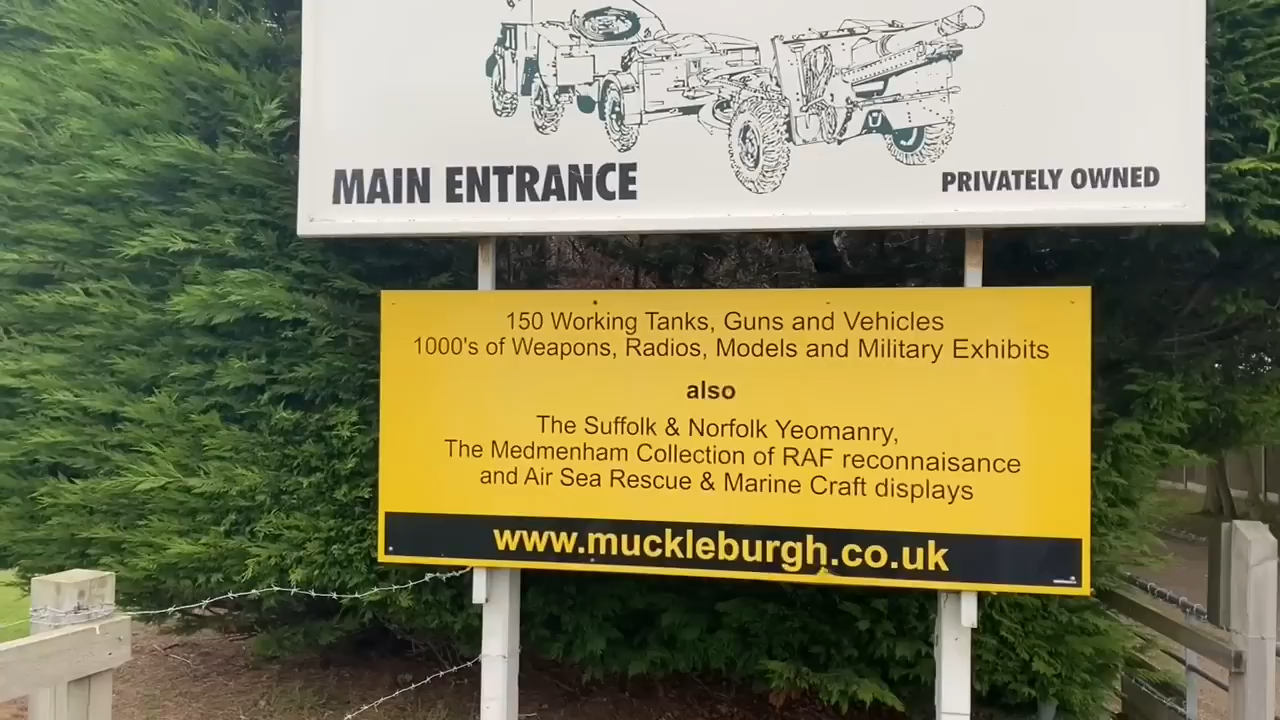 MAIN ENTRANCE
PRIVATELY OWNED
150 Working Tanks, Guns and Vehicles
1000's of Weapons, Radios, Models and Military Exhibits
also
The Suffolk & Norfolk Yeomanry,
The Medmenham Collection of RAF reconnaisance
and Air Sea Rescue & Marine Craft displays
www.muckleburgh.co.uk